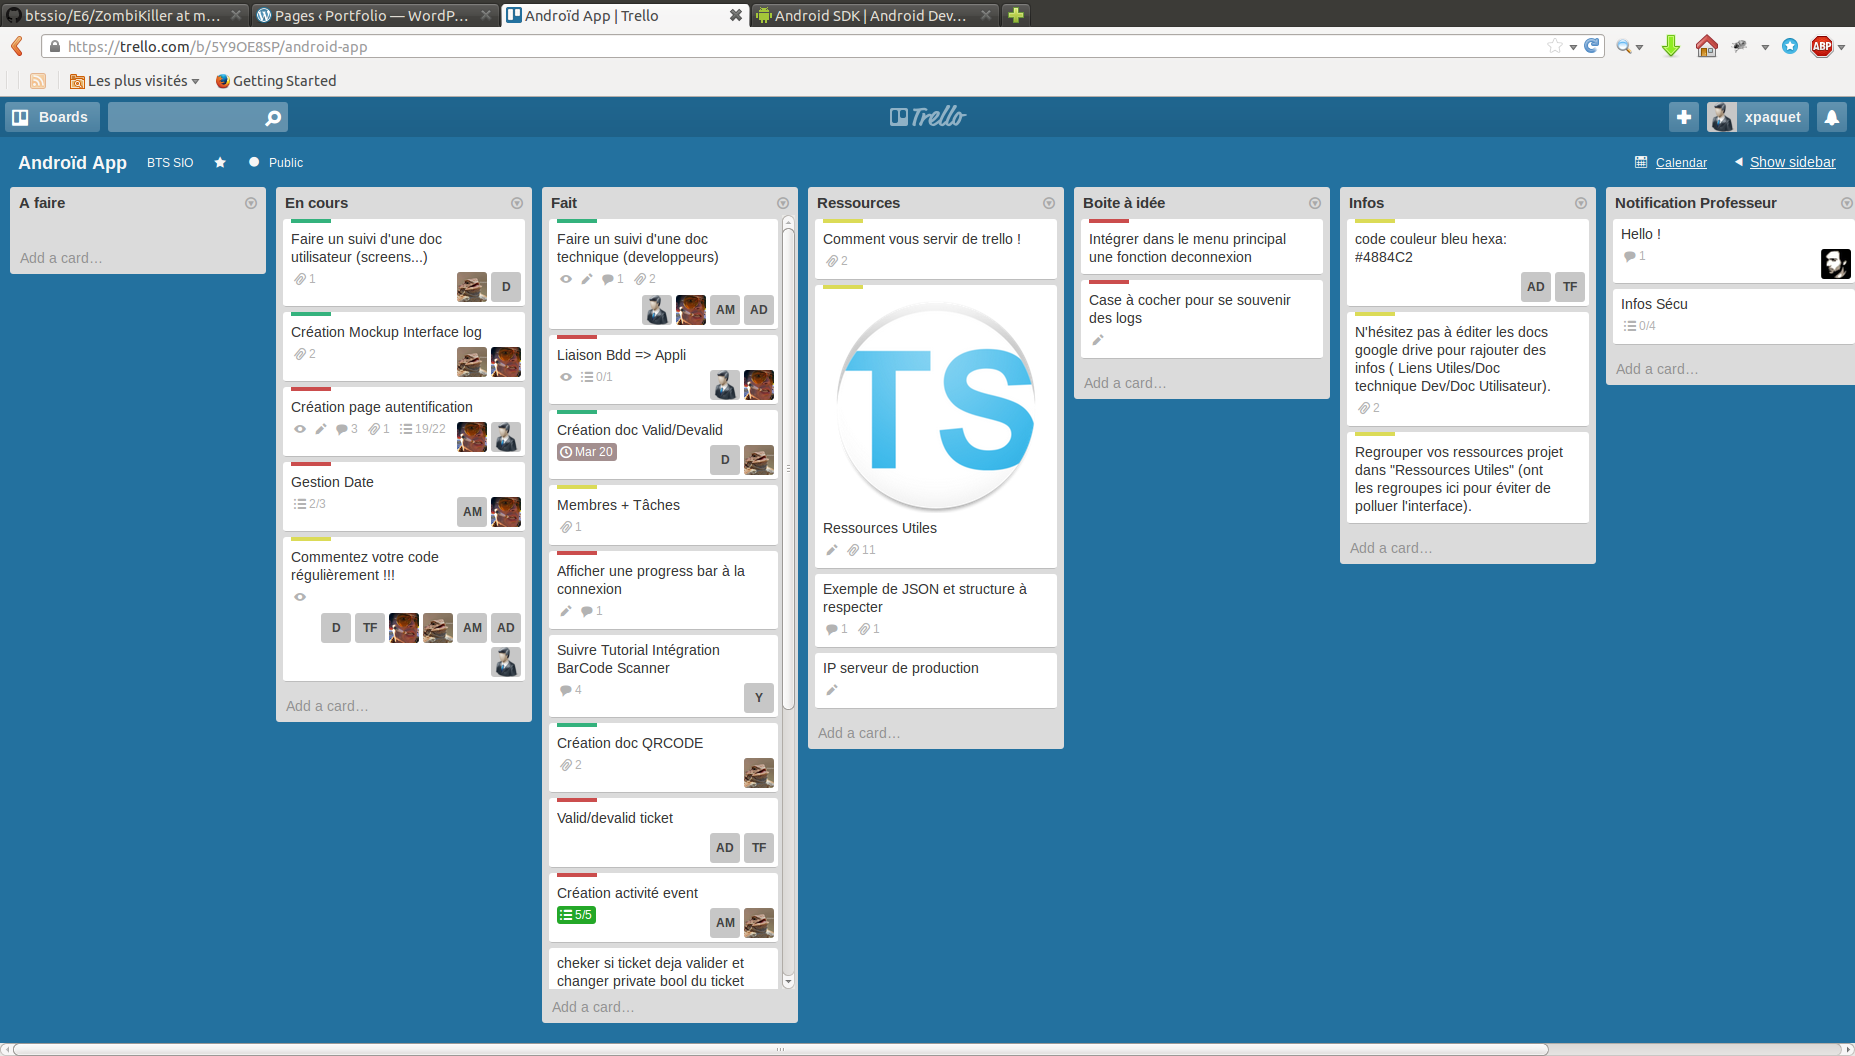 btssio/E6/ZombiKiller at m...
Pages ‹ Portfolio — WordP...
Androïd App | Trello
Android SDK | Android Dev...
https://trello.com/b/5Y9OE8SP/android-app
ABP
Les plus visités
Getting Started
Boards
Trello
xpaquet
Androïd App
BTS SIO
Public
Calendar
Show sidebar
A faire
Add a card…
En cours
Faire un suivi d'une doc
utilisateur (screens...)
1
D
Création Mockup Interface log
2
Création page autentification
3 1 19/22
Gestion Date
2/3
AM
Commentez votre code
régulièrement !!!
D TF AM AD
Add a card…
Fait
Faire un suivi d'une doc
technique (developpeurs)
1 2
AM AD
Liaison Bdd => Appli
0/1
Création doc Valid/Devalid
Mar 20
D
Membres + Tâches
1
Afficher une progress bar à la
connexion
1
Suivre Tutorial Intégration
BarCode Scanner
4
Y
Création doc QRCODE
2
Valid/devalid ticket
AD TF
Création activité event
5/5
AM
cheker si ticket deja valider et
changer private bool du ticket
Add a card…
Ressources
Comment vous servir de trello !
2
TS
Ressources Utiles
11
Exemple de JSON et structure à
respecter
1 1
IP serveur de production
Add a card…
Boite à idée
Intégrer dans le menu principal
une fonction deconnexion
Case à cocher pour se souvenir
des logs
Add a card…
Infos
code couleur bleu hexa:
#4884C2
AD TF
N'hésitez pas à éditer les docs
google drive pour rajouter des
infos ( Liens Utiles/Doc
technique Dev/Doc Utilisateur).
2
Regrouper vos ressources projet
dans "Ressources Utiles" (ont
les regroupes ici pour éviter de
polluer l'interface).
Add a card…
Notification Professeur
Hello !
1
Infos Sécu
0/4
Add a card…